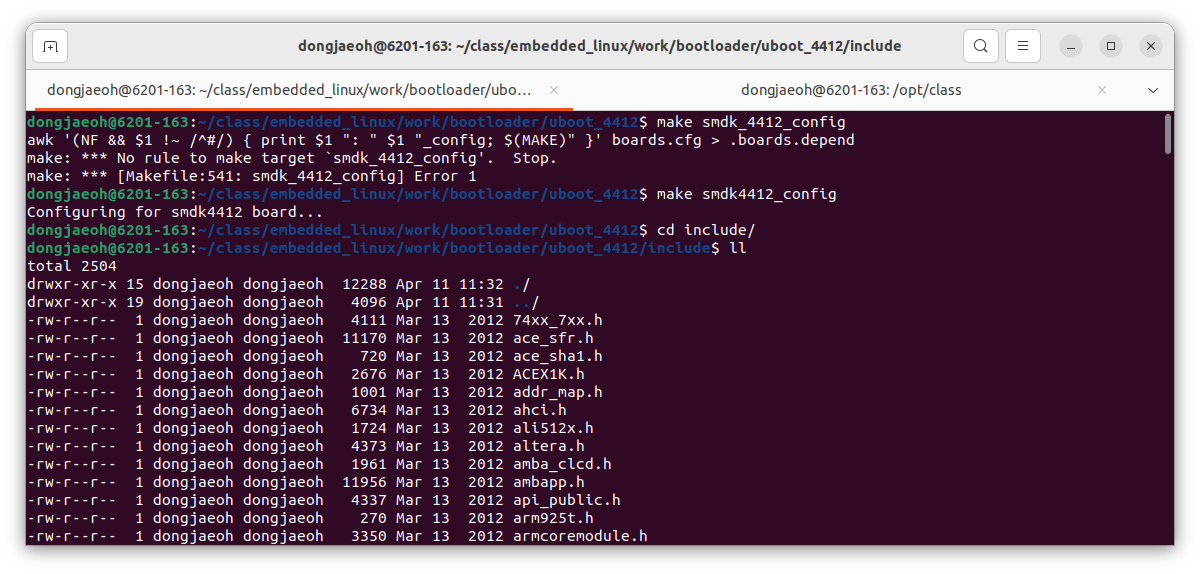 dongjaeoh@6201-163: ~/class/embedded_linux/work/bootloader/uboot_4412/include
dongjaeoh@6201-163: ~/class/embedded_linux/work/bootloader/ubo...
dongjaeoh@6201-163: /opt/class
dongjaeoh@6201-163:~/class/embedded_linux/work/bootloader/uboot_4412$ make smdk_4412_config
awk '(NF && $1 !~ /^#/) { print $1 ": " $1 "_config; $(MAKE)" }' boards.cfg > .boards.depend
make: *** No rule to make target `smdk_4412_config'.  Stop.
make: *** [Makefile:541: smdk_4412_config] Error 1
dongjaeoh@6201-163:~/class/embedded_linux/work/bootloader/uboot_4412$ make smdk4412_config
Configuring for smdk4412 board...
dongjaeoh@6201-163:~/class/embedded_linux/work/bootloader/uboot_4412$ cd include/
dongjaeoh@6201-163:~/class/embedded_linux/work/bootloader/uboot_4412/include$ ll
total 2504
drwxr-xr-x 15 dongjaeoh dongjaeoh  12288 Apr 11 11:32 ./
drwxr-xr-x 19 dongjaeoh dongjaeoh   4096 Apr 11 11:31 ../
-rw-r--r--  1 dongjaeoh dongjaeoh   4111 Mar 13  2012 74xx_7xx.h
-rw-r--r--  1 dongjaeoh dongjaeoh  11170 Mar 13  2012 ace_sfr.h
-rw-r--r--  1 dongjaeoh dongjaeoh    720 Mar 13  2012 ace_sha1.h
-rw-r--r--  1 dongjaeoh dongjaeoh   2676 Mar 13  2012 ACEX1K.h
-rw-r--r--  1 dongjaeoh dongjaeoh   1001 Mar 13  2012 addr_map.h
-rw-r--r--  1 dongjaeoh dongjaeoh   6734 Mar 13  2012 ahci.h
-rw-r--r--  1 dongjaeoh dongjaeoh   1724 Mar 13  2012 ali512x.h
-rw-r--r--  1 dongjaeoh dongjaeoh   4373 Mar 13  2012 altera.h
-rw-r--r--  1 dongjaeoh dongjaeoh   1961 Mar 13  2012 amba_clcd.h
-rw-r--r--  1 dongjaeoh dongjaeoh  11956 Mar 13  2012 ambapp.h
-rw-r--r--  1 dongjaeoh dongjaeoh   4337 Mar 13  2012 api_public.h
-rw-r--r--  1 dongjaeoh dongjaeoh    270 Mar 13  2012 arm925t.h
-rw-r--r--  1 dongjaeoh dongjaeoh   3350 Mar 13  2012 armcoremodule.h